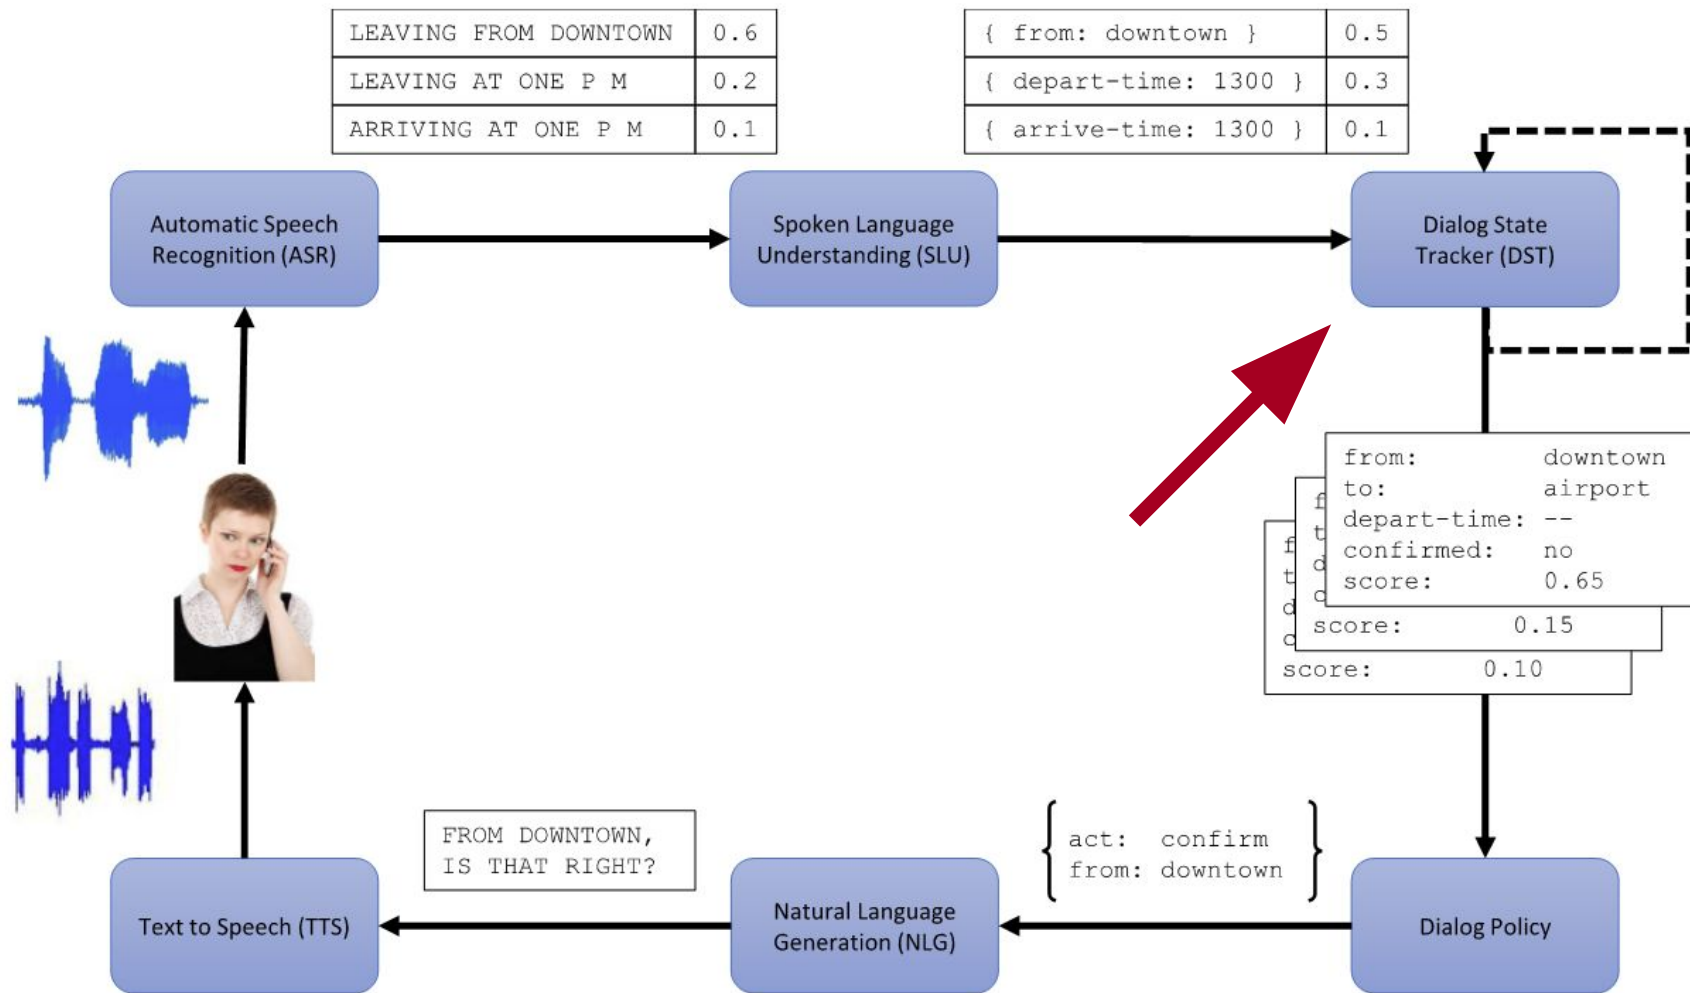 LEAVING FROM DOWNTOWN 0.6
LEAVING AT ONE P M 0.2
ARRIVING AT ONE P M 0.1
{ from: downtown } 0.5
{ depart-time: 1300 } 0.3
{ arrive-time: 1300 } 0.1
Automatic Speech
Recognition (ASR)
Spoken Language
Understanding (SLU)
Dialog State
Tracker (DST)
from: downtown
to: airport
depart-time: --
confirmed: no
score: 0.65
score: 0.15
score: 0.10
act: confirm
from: downtown
FROM DOWNTOWN,
IS THAT RIGHT?
Text to Speech (TTS)
Natural Language
Generation (NLG)
Dialog Policy